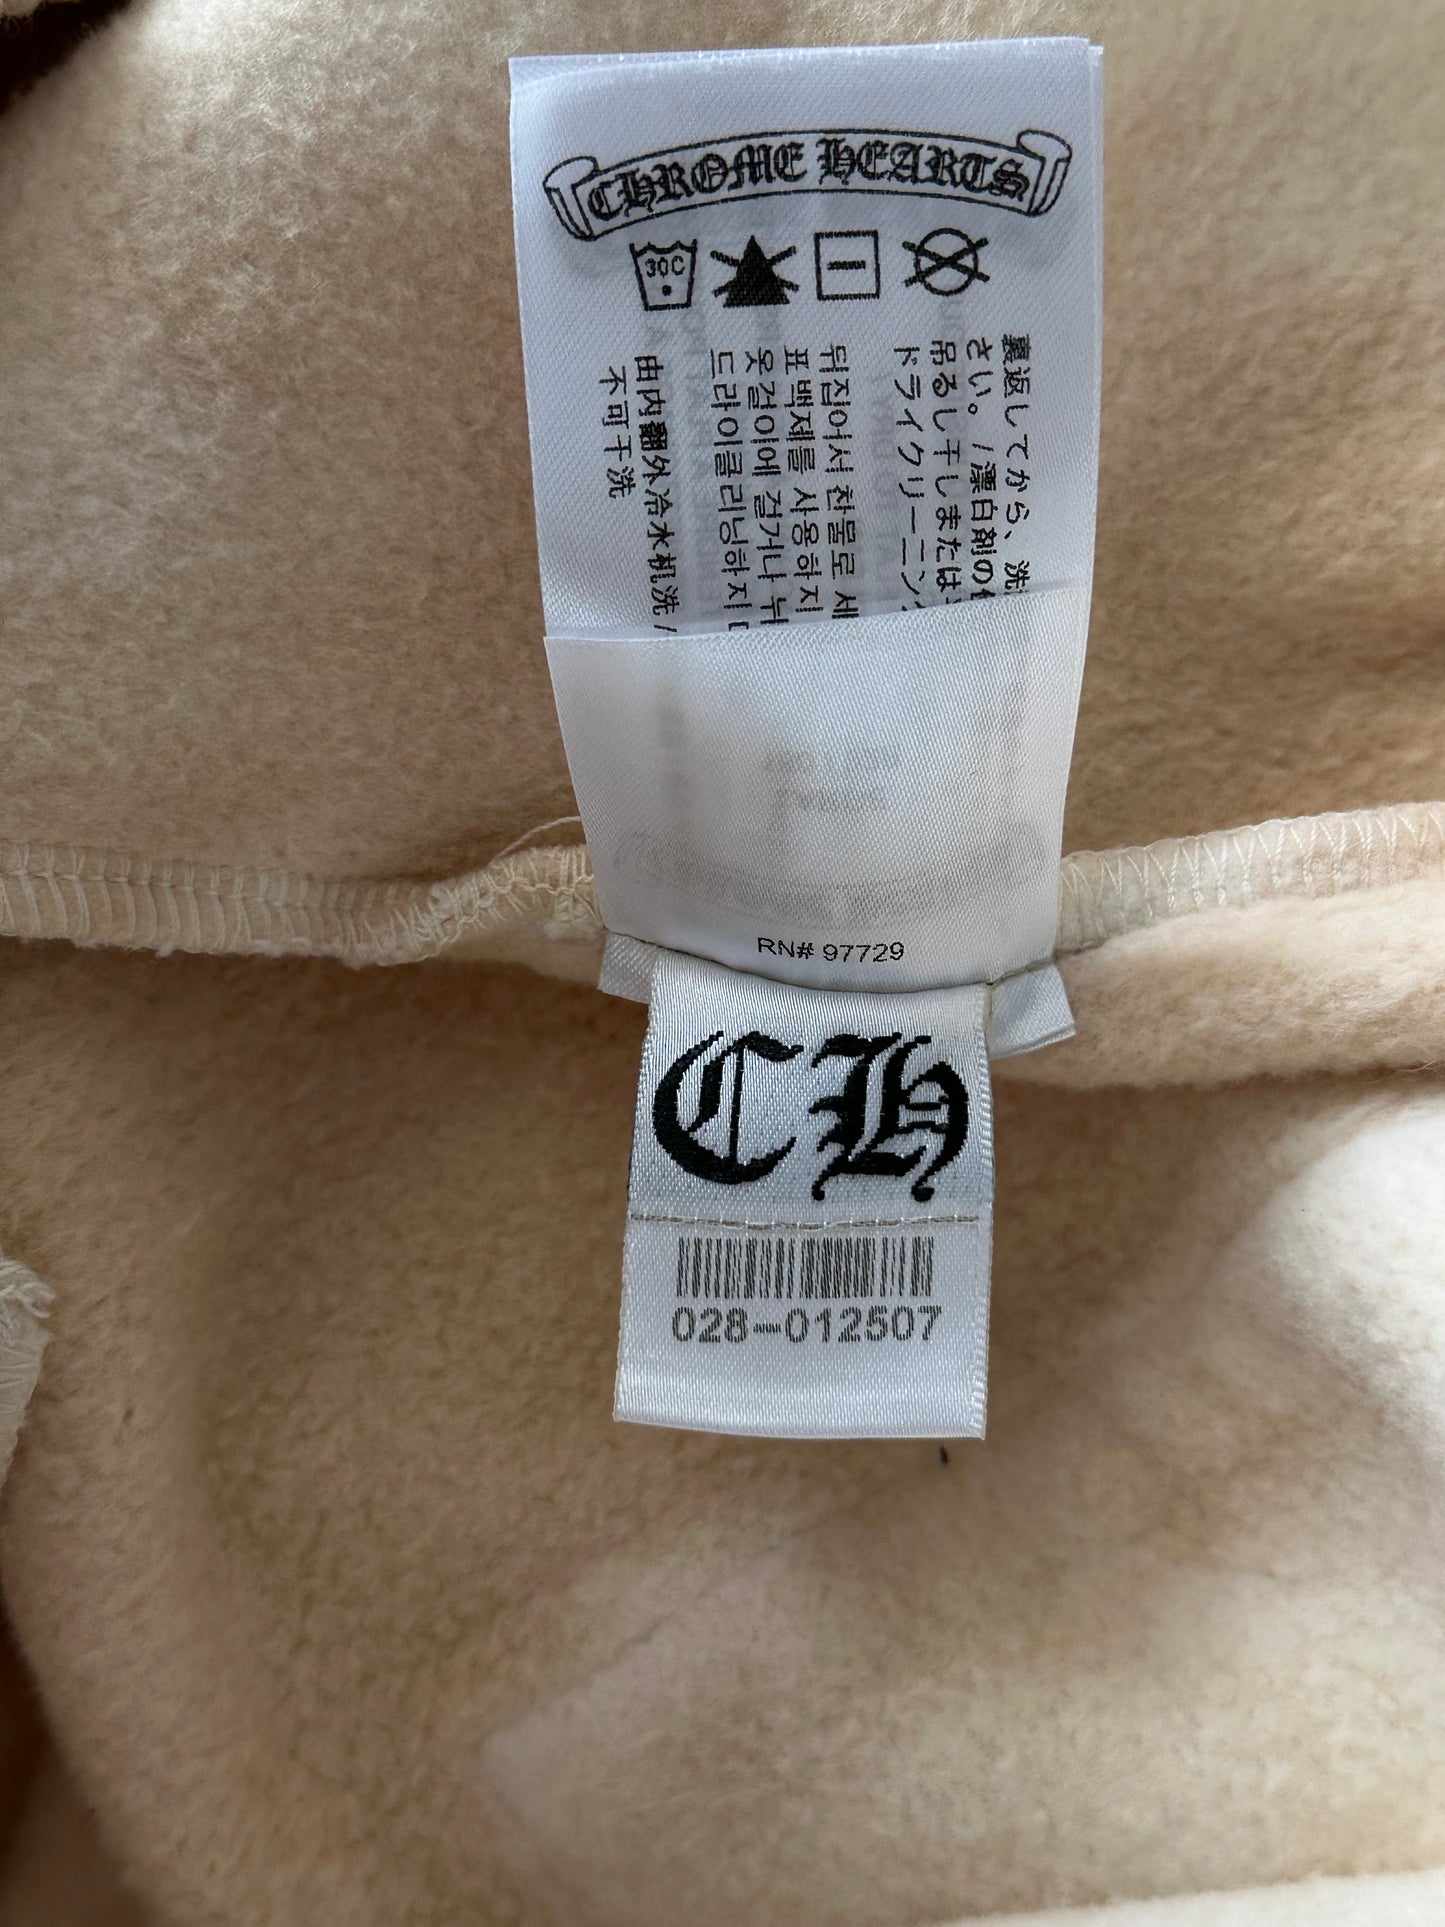 CHROME HEARTS
30C
裏返してから、洗
さい。/漂白剤の
吊るし干しまたは
ドライクリーニン
뒤집어서 찬물로 세
표백제를 사용하지
옷걸이에 걸거나 뉘
드라이클리닝하지
由内翻外冷水机洗/
不可干洗
RN# 97729
CH
028-012507